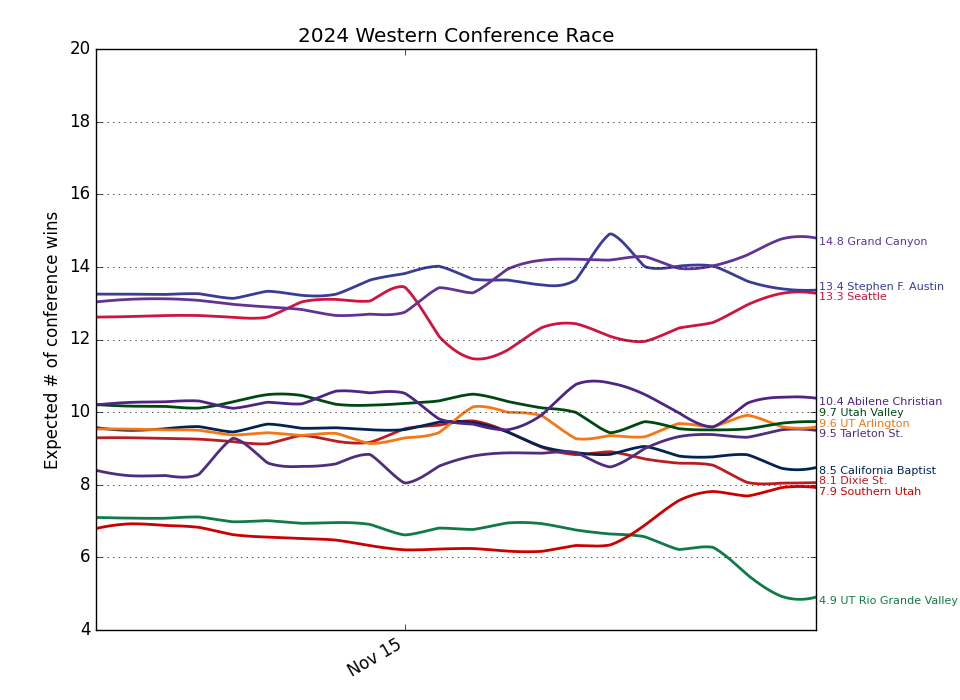 2024 Western Conference Race
Expected # of conference wins
20
18
16
14
12
10
8
6
4
Nov 15
14.8 Grand Canyon
13.4 Stephen F. Austin
13.3 Seattle
10.4 Abilene Christian
9.7 Utah Valley
9.6 UT Arlington
9.5 Tarleton St.
8.5 California Baptist
8.1 Dixie St.
7.9 Southern Utah
4.9 UT Rio Grande Valley